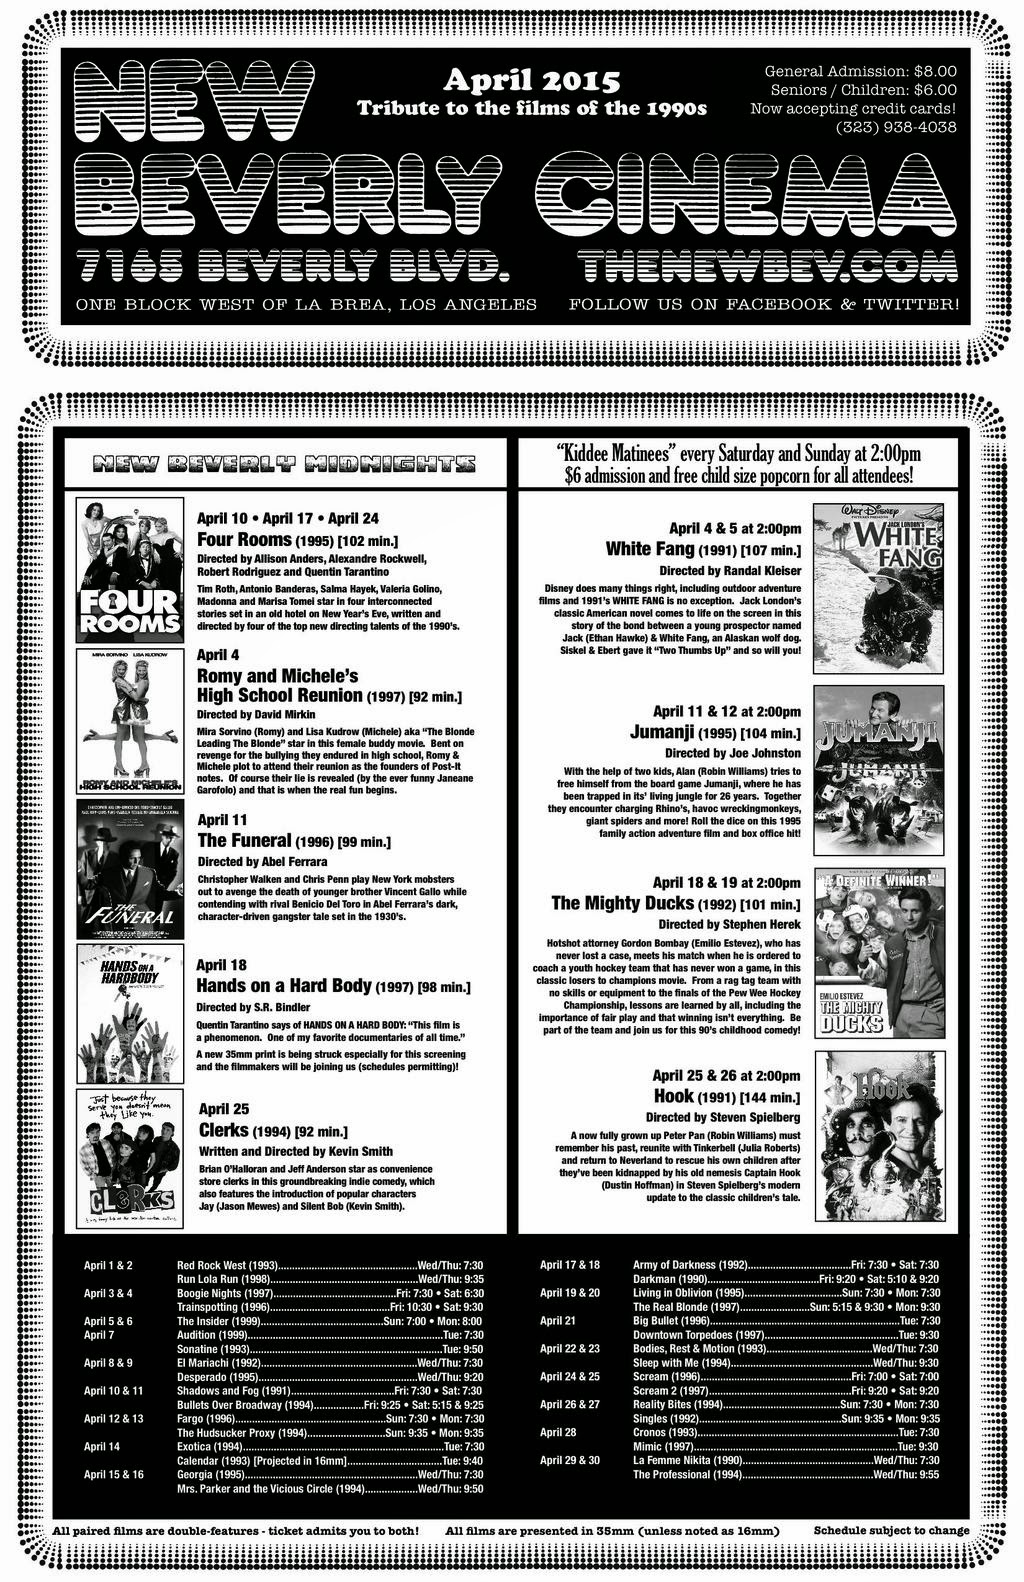 NEW
April 2015
Tribute to the films of the 1990s
General Admission: $8.00
Seniors / Children: $6.00
Now accepting credit cards!
(323) 938-4038
BEVERLY CINEMA
7165 BEVERLY BLVD. THENEWBEV.COM
ONE BLOCK WEST OF LA BREA, LOS ANGELES FOLLOW US ON FACEBOOK & TWITTER!
NEW BEVERLY MIDNIGHTS
FOUR
ROOMS
April 10 • April 17 • April 24
Four Rooms (1995) [102 min.]
Directed by Allison Anders, Alexandre Rockwell,
Robert Rodriguez and Quentin Tarantino
Tim Roth, Antonio Banderas, Salma Hayek, Valeria Golino,
Madonna and Marisa Tomei star in four interconnected
stories set in an old hotel on New Year's Eve, written and
directed by four of the top new directing talents of the 1990's.
MIRA SORVINO LISA KUDROW
ROMY AND MICHELE'S
HIGH SCHOOL REUNION
April 4
Romy and Michele's
High School Reunion (1997) [92 min.]
Directed by David Mirkin
Mira Sorvino (Romy) and Lisa Kudrow (Michele) aka "The Blonde
Leading The Blonde" star in this female buddy movie. Bent on
revenge for the bullying they endured in high school, Romy &
Michele plot to attend their reunion as the founders of Post-It
notes. Of course their lie is revealed (by the ever funny Janeane
Garofolo) and that is when the real fun begins.
THE
FUNERAL
April 11
The Funeral (1996) [99 min.]
Directed by Abel Ferrara
Christopher Walken and Chris Penn play New York mobsters
out to avenge the death of younger brother Vincent Gallo while
contending with rival Benicio Del Toro in Abel Ferrara's dark,
character-driven gangster tale set in the 1930's.
HANDS ON A
HARDBODY
April 18
Hands on a Hard Body (1997) [98 min.]
Directed by S.R. Bindler
Quentin Tarantino says of HANDS ON A HARD BODY: "This film is
a phenomenon. One of my favorite documentaries of all time."
A new 35mm print is being struck especially for this screening
and the filmmakers will be joining us (schedules permitting)!
Just because they
serve you doesn't mean
they like you.
CLERKS
April 25
Clerks (1994) [92 min.]
Written and Directed by Kevin Smith
Brian O'Halloran and Jeff Anderson star as convenience
store clerks in this groundbreaking indie comedy, which
also features the introduction of popular characters
Jay (Jason Mewes) and Silent Bob (Kevin Smith).
"Kiddee Matinees" every Saturday and Sunday at 2:00pm
$6 admission and free child size popcorn for all attendees!
April 4 & 5 at 2:00pm
White Fang (1991) [107 min.]
Directed by Randal Kleiser
Disney does many things right, including outdoor adventure
films and 1991's WHITE FANG is no exception. Jack London's
classic American novel comes to life on the screen in this
story of the bond between a young prospector named
Jack (Ethan Hawke) & White Fang, an Alaskan wolf dog.
Siskel & Ebert gave it "Two Thumbs Up" and so will you!
Walt Disney
PICTURES PRESENTS
JACK LONDON'S
WHITE
FANG
April 11 & 12 at 2:00pm
Jumanji (1995) [104 min.]
Directed by Joe Johnston
With the help of two kids, Alan (Robin Williams) tries to
free himself from the board game Jumanji, where he has
been trapped in its' living jungle for 26 years. Together
they encounter charging Rhino's, havoc wreckingmonkeys,
giant spiders and more! Roll the dice on this 1995
family action adventure film and box office hit!
JUMANJI
JUMANJI
April 18 & 19 at 2:00pm
The Mighty Ducks (1992) [101 min.]
Directed by Stephen Herek
Hotshot attorney Gordon Bombay (Emilio Estevez), who has
never lost a case, meets his match when he is ordered to
coach a youth hockey team that has never won a game, in this
classic losers to champions movie. From a rag tag team with
no skills or equipment to the finals of the Pew Wee Hockey
Championship, lessons are learned by all, including the
importance of fair play and that winning isn't everything. Be
part of the team and join us for this 90's childhood comedy!
"A DEFINITE WINNER!"
EMILIO ESTEVEZ
THE MIGHTY
DUCKS
April 25 & 26 at 2:00pm
Hook (1991) [144 min.]
Directed by Steven Spielberg
A now fully grown up Peter Pan (Robin Williams) must
remember his past, reunite with Tinkerbell (Julia Roberts)
and return to Neverland to rescue his own children after
they've been kidnapped by his old nemesis Captain Hook
(Dustin Hoffman) in Steven Spielberg's modern
update to the classic children's tale.
HOOK
April 1 & 2 Red Rock West (1993)...Wed/Thu: 7:30
Run Lola Run (1998)...Wed/Thu: 9:35
April 3 & 4 Boogie Nights (1997)...Fri: 7:30 • Sat: 6:30
Trainspotting (1996)...Fri: 10:30 • Sat: 9:30
April 5 & 6 The Insider (1999)...Sun: 7:00 • Mon: 8:00
April 7 Audition (1999)...Tue: 7:30
Sonatine (1993)...Tue: 9:50
April 8 & 9 El Mariachi (1992)...Wed/Thu: 7:30
Desperado (1995)...Wed/Thu: 9:20
April 10 & 11 Shadows and Fog (1991)...Fri: 7:30 • Sat: 7:30
Bullets Over Broadway (1994)...Fri: 9:25 • Sat: 5:15 & 9:25
April 12 & 13 Fargo (1996)...Sun: 7:30 • Mon: 7:30
The Hudsucker Proxy (1994)...Sun: 9:35 • Mon: 9:35
April 14 Exotica (1994)...Tue: 7:30
Calendar (1993) [Projected in 16mm]...Tue: 9:40
April 15 & 16 Georgia (1995)...Wed/Thu: 7:30
Mrs. Parker and the Vicious Circle (1994)...Wed/Thu: 9:50
April 17 & 18 Army of Darkness (1992)...Fri: 7:30 • Sat: 7:30
Darkman (1990)...Fri: 9:20 • Sat: 5:10 & 9:20
April 19 & 20 Living in Oblivion (1995)...Sun: 7:30 • Mon: 7:30
The Real Blonde (1997)...Sun: 5:15 & 9:30 • Mon: 9:30
April 21 Big Bullet (1996)...Tue: 7:30
Downtown Torpedoes (1997)...Tue: 9:30
April 22 & 23 Bodies, Rest & Motion (1993)...Wed/Thu: 7:30
Sleep with Me (1994)...Wed/Thu: 9:30
April 24 & 25 Scream (1996)...Fri: 7:00 • Sat: 7:00
Scream 2 (1997)...Fri: 9:20 • Sat: 9:20
April 26 & 27 Reality Bites (1994)...Sun: 7:30 • Mon: 7:30
Singles (1992)...Sun: 9:35 • Mon: 9:35
April 28 Cronos (1993)...Tue: 7:30
Mimic (1997)...Tue: 9:30
April 29 & 30 La Femme Nikita (1990)...Wed/Thu: 7:30
The Professional (1994)...Wed/Thu: 9:55
All paired films are double-features - ticket admits you to both! All films are presented in 35mm (unless noted as 16mm) Schedule subject to change